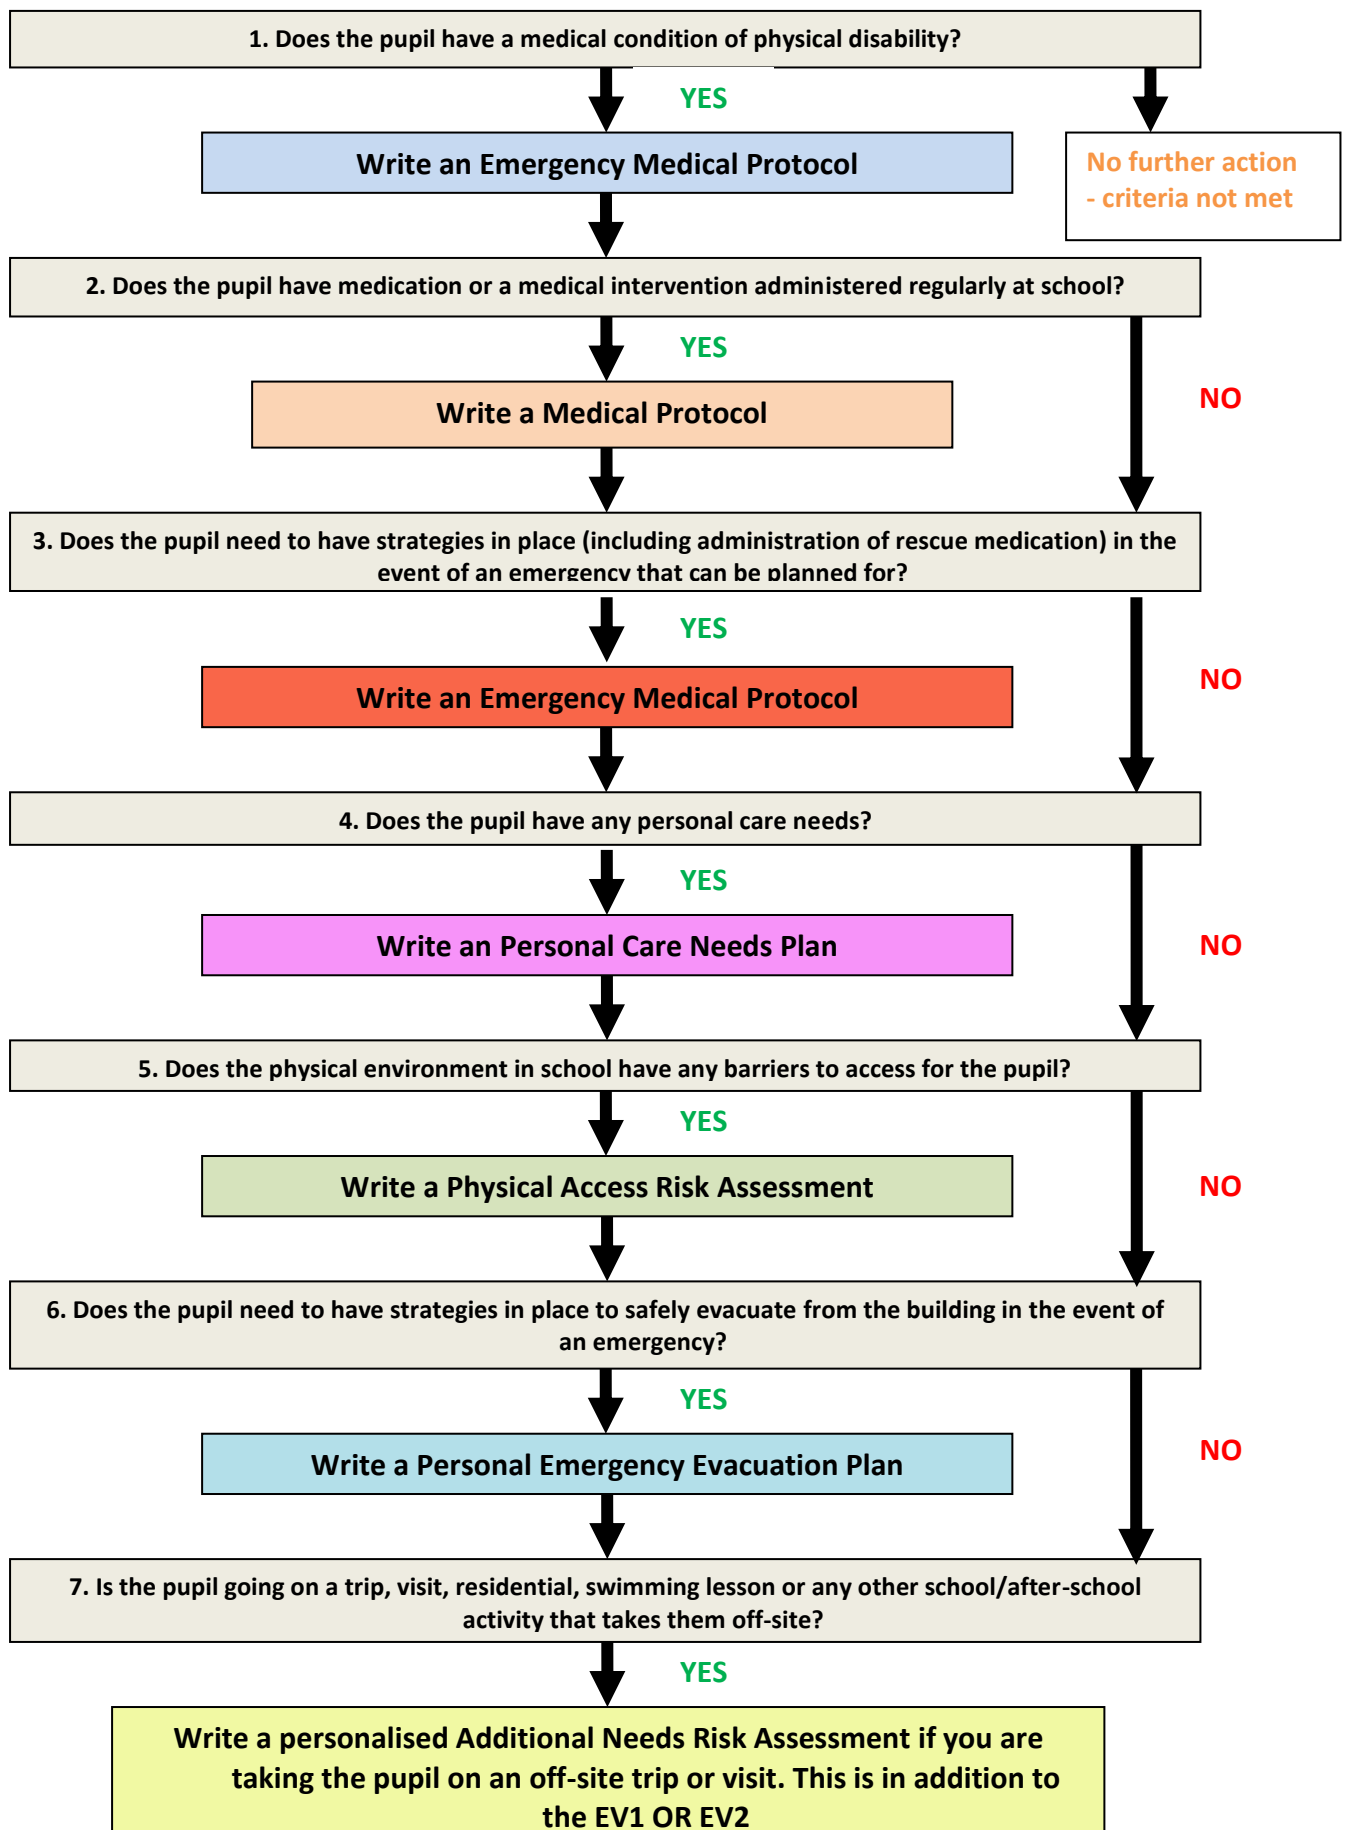 1. Does the pupil have a medical condition of physical disability?
YES
Write an Emergency Medical Protocol
No further action
- criteria not met
2. Does the pupil have medication or a medical intervention administered regularly at school?
YES
NO
Write a Medical Protocol
3. Does the pupil need to have strategies in place (including administration of rescue medication) in the
event of an emergency that can be planned for?
YES
NO
Write an Emergency Medical Protocol
4. Does the pupil have any personal care needs?
YES
NO
Write an Personal Care Needs Plan
5. Does the physical environment in school have any barriers to access for the pupil?
YES
NO
Write a Physical Access Risk Assessment
6. Does the pupil need to have strategies in place to safely evacuate from the building in the event of
an emergency?
YES
NO
Write a Personal Emergency Evacuation Plan
7. Is the pupil going on a trip, visit, residential, swimming lesson or any other school/after-school
activity that takes them off-site?
YES
Write a personalised Additional Needs Risk Assessment if you are
taking the pupil on an off-site trip or visit. This is in addition to
the EV1 OR EV2